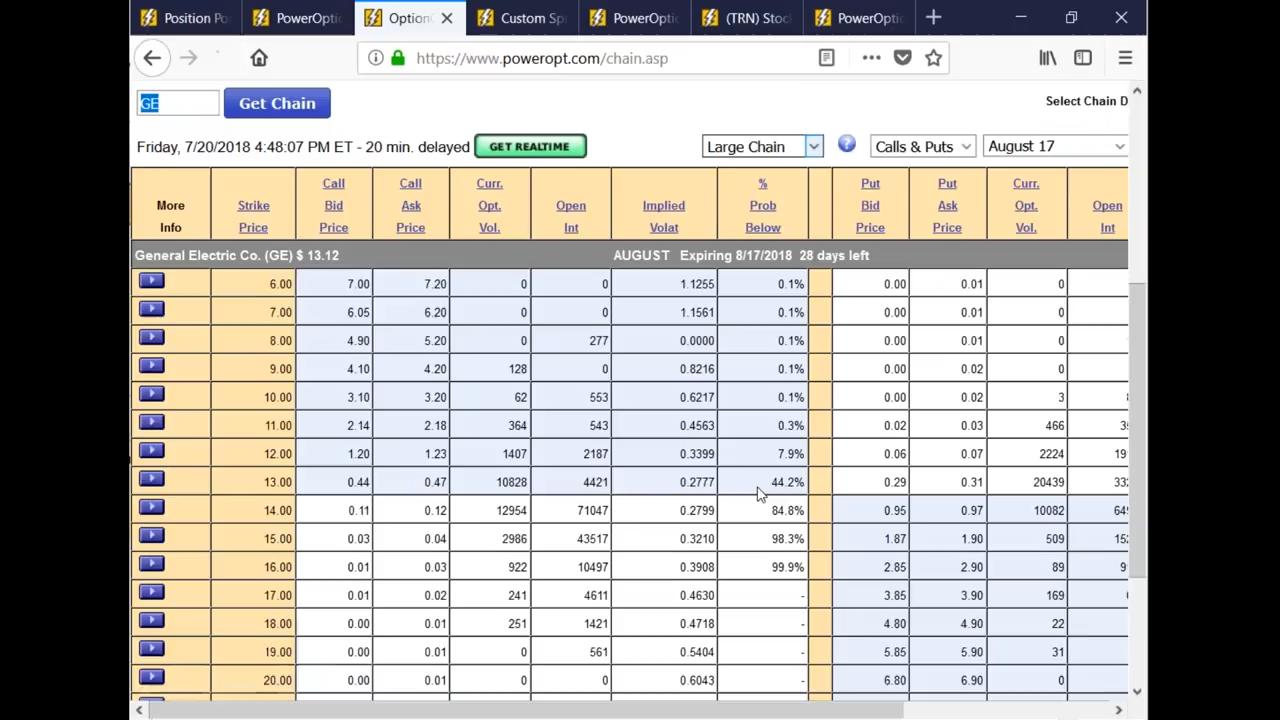 Position Po PowerOptio Option Custom Sp PowerOptio (TRN) Stoc PowerOptio
https://www.poweropt.com/chain.asp
GE Get Chain Select Chain D
Friday, 7/20/2018 4:48:07 PM ET - 20 min. delayed GET REALTIME Large Chain ? Calls & Puts August 17
More Info Strike Price Call Bid Price Call Ask Price Curr. Opt. Vol. Open Int Implied Volat % Prob Below Put Bid Price Put Ask Price Curr. Opt. Vol. Open Int
General Electric Co. (GE) $ 13.12 AUGUST Expiring 8/17/2018 28 days left
6.00 7.00 7.20 0 0 1.1255 0.1% 0.00 0.01 0
7.00 6.05 6.20 0 0 1.1561 0.1% 0.00 0.01 0
8.00 4.90 5.20 0 277 0.0000 0.1% 0.00 0.01 0
9.00 4.10 4.20 128 0 0.8216 0.1% 0.00 0.02 0
10.00 3.10 3.20 62 553 0.6217 0.1% 0.00 0.02 3
11.00 2.14 2.18 364 543 0.4563 0.3% 0.02 0.03 466 3
12.00 1.20 1.23 1407 2187 0.3399 7.9% 0.06 0.07 2224 19
13.00 0.44 0.47 10828 4421 0.2777 44.2% 0.29 0.31 20439 33
14.00 0.11 0.12 12954 71047 0.2799 84.8% 0.95 0.97 10082 64
15.00 0.03 0.04 2986 43517 0.3210 98.3% 1.87 1.90 509 15
16.00 0.01 0.03 922 10497 0.3908 99.9% 2.85 2.90 89 9
17.00 0.01 0.02 241 4611 0.4630 - 3.85 3.90 169
18.00 0.00 0.01 251 1421 0.4718 - 4.80 4.90 22
19.00 0.00 0.01 0 561 0.5404 - 5.85 5.90 31
20.00 0.00 0.01 0 0 0.6043 - 6.80 6.90 0